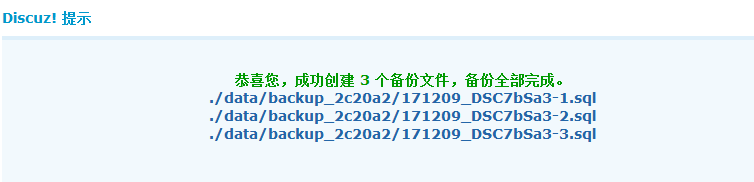 Discuz! 提示
恭喜您，成功创建 3 个备份文件，备份全部完成。
./data/backup_2c20a2/171209_DSC7bSa3-1.sql
./data/backup_2c20a2/171209_DSC7bSa3-2.sql
./data/backup_2c20a2/171209_DSC7bSa3-3.sql